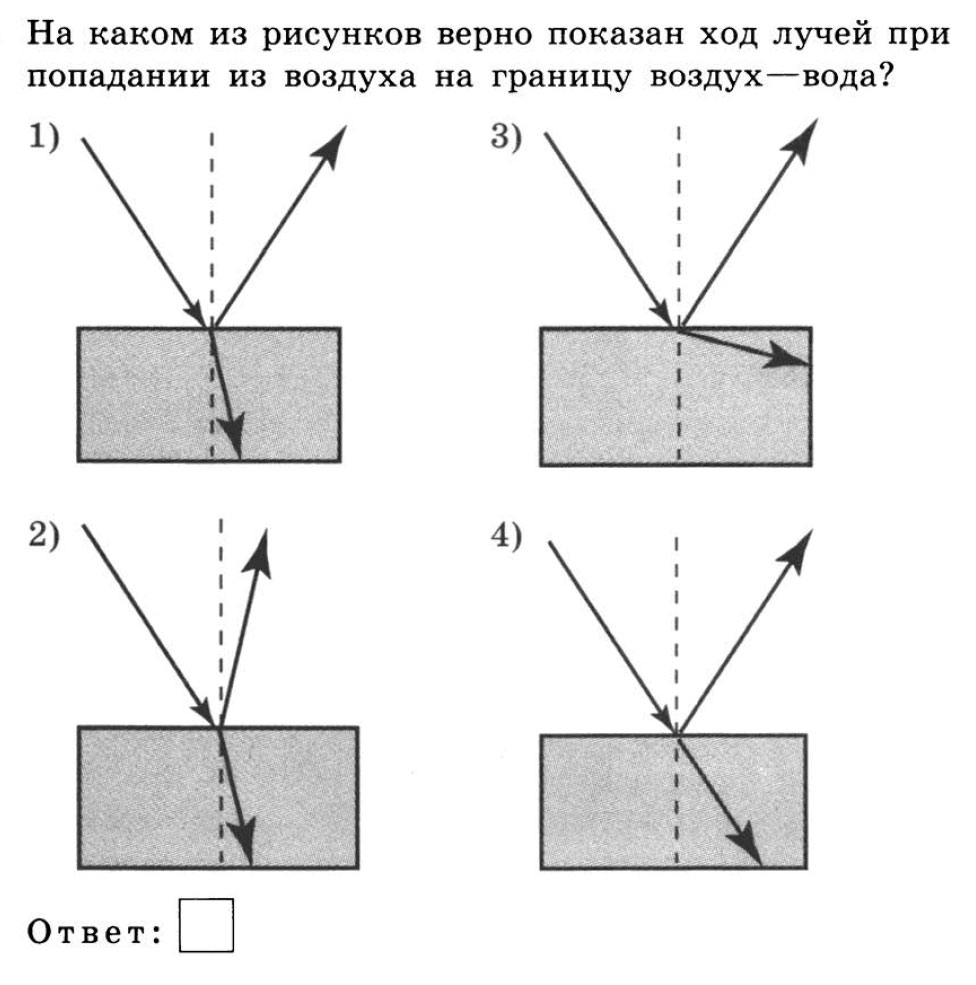 На каком из рисунков верно показан ход лучей при
попадании из воздуха на границу воздух—вода?
1)
3)
2)
4)
Ответ: